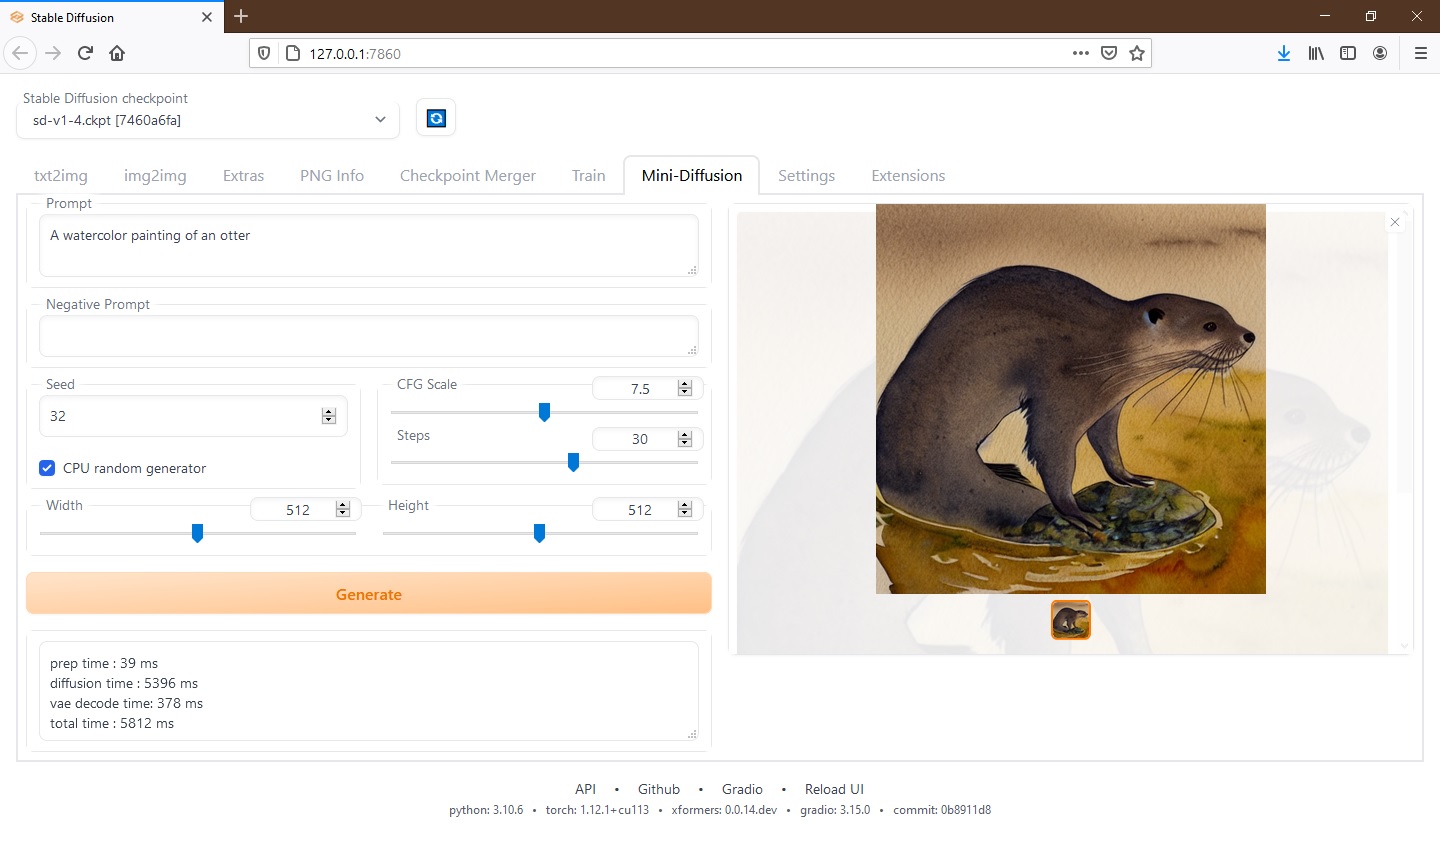 Stable Diffusion
127.0.0.1:7860
Stable Diffusion checkpoint
sd-v1-4.ckpt [7460a6fa]
txt2img img2img Extras PNG Info Checkpoint Merger Train Mini-Diffusion Settings Extensions
Prompt
A watercolor painting of an otter
Negative Prompt
Seed
32
CPU random generator
CFG Scale
7.5
Steps
30
Width
512
Height
512
Generate
prep time : 39 ms
diffusion time : 5396 ms
vae decode time: 378 ms
total time : 5812 ms
API • Github • Gradio • Reload UI
python: 3.10.6 • torch: 1.12.1+cu113 • xformers: 0.0.14.dev • gradio: 3.15.0 • commit: 0b8911d8